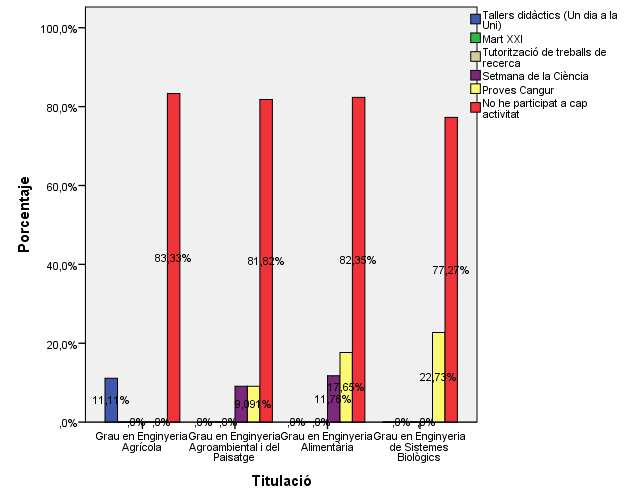 100,0%
80,0%
60,0%
40,0%
20,0%
,0%
Porcentaje
Tallers didàctics (Un dia a la
Uni)
Mart XXI
Tutorització de treballs de
recerca
Setmana de la Ciència
Proves Cangur
No he participat a cap
activitat
83,33%
81,82%
82,35%
77,27%
11,11%
9,091%
17,65%
11,76%
22,73%
,0% ,0% ,0% ,0% ,0% ,0% ,0% ,0%
Grau en Enginyeria
Agrícola
Grau en Enginyeria
Agroambiental i del
Paisatge
Grau en Enginyeria
Alimentària
Grau en Enginyeria
de Sistemes
Biològics
Titulació